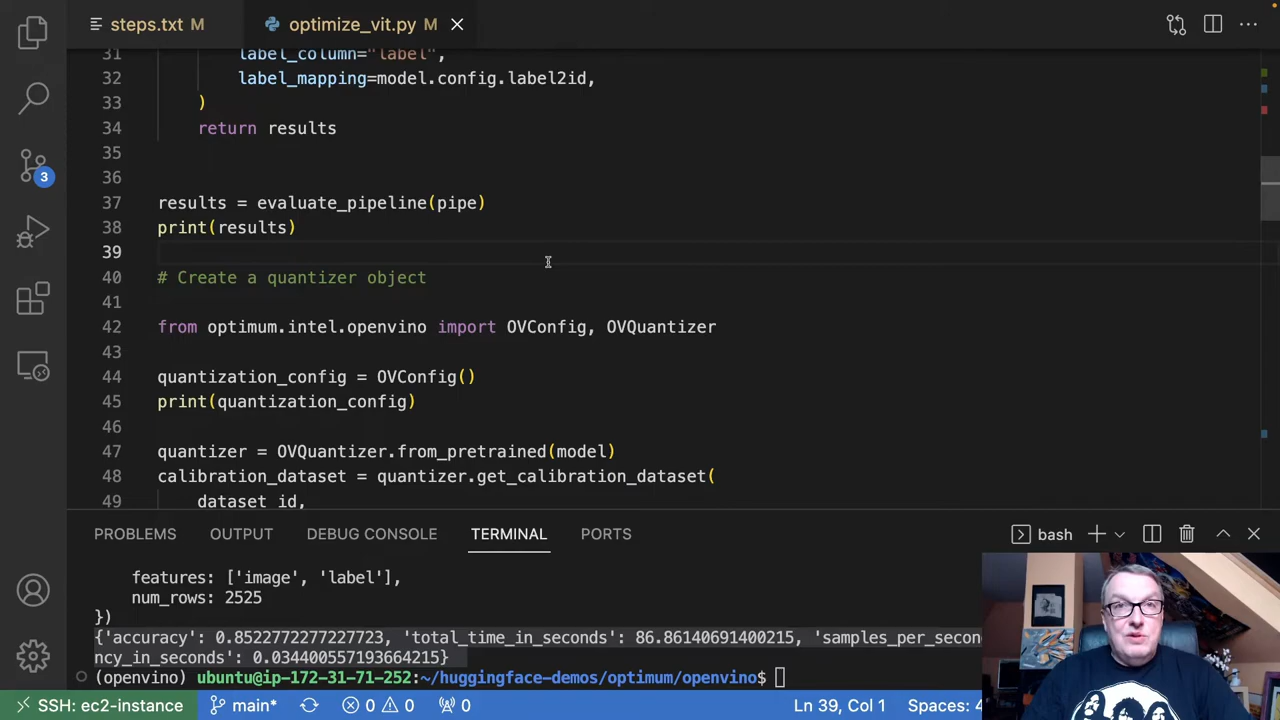 steps.txt M
optimize_vit.py M
31 label_column="label",
32 label_mapping=model.config.label2id,
33 )
34 return results
35
36
37 results = evaluate_pipeline(pipe)
38 print(results)
39
40 # Create a quantizer object
41
42 from optimum.intel.openvino import OVConfig, OVQuantizer
43
44 quantization_config = OVConfig()
45 print(quantization_config)
46
47 quantizer = OVQuantizer.from_pretrained(model)
48 calibration_dataset = quantizer.get_calibration_dataset(
49 dataset_id,
3
PROBLEMS OUTPUT DEBUG CONSOLE TERMINAL PORTS bash
features: ['image', 'label'],
num_rows: 2525
})
{'accuracy': 0.8522772277227723, 'total_time_in_seconds': 86.86140691400215, 'samples_per_secon
ncy_in_seconds': 0.034400557193664215}
(openvino) ubuntu@ip-172-31-71-252:~/huggingface-demos/optimum/openvino$
SSH: ec2-instance main* 0 0 0 Ln 39, Col 1 Spaces: 4